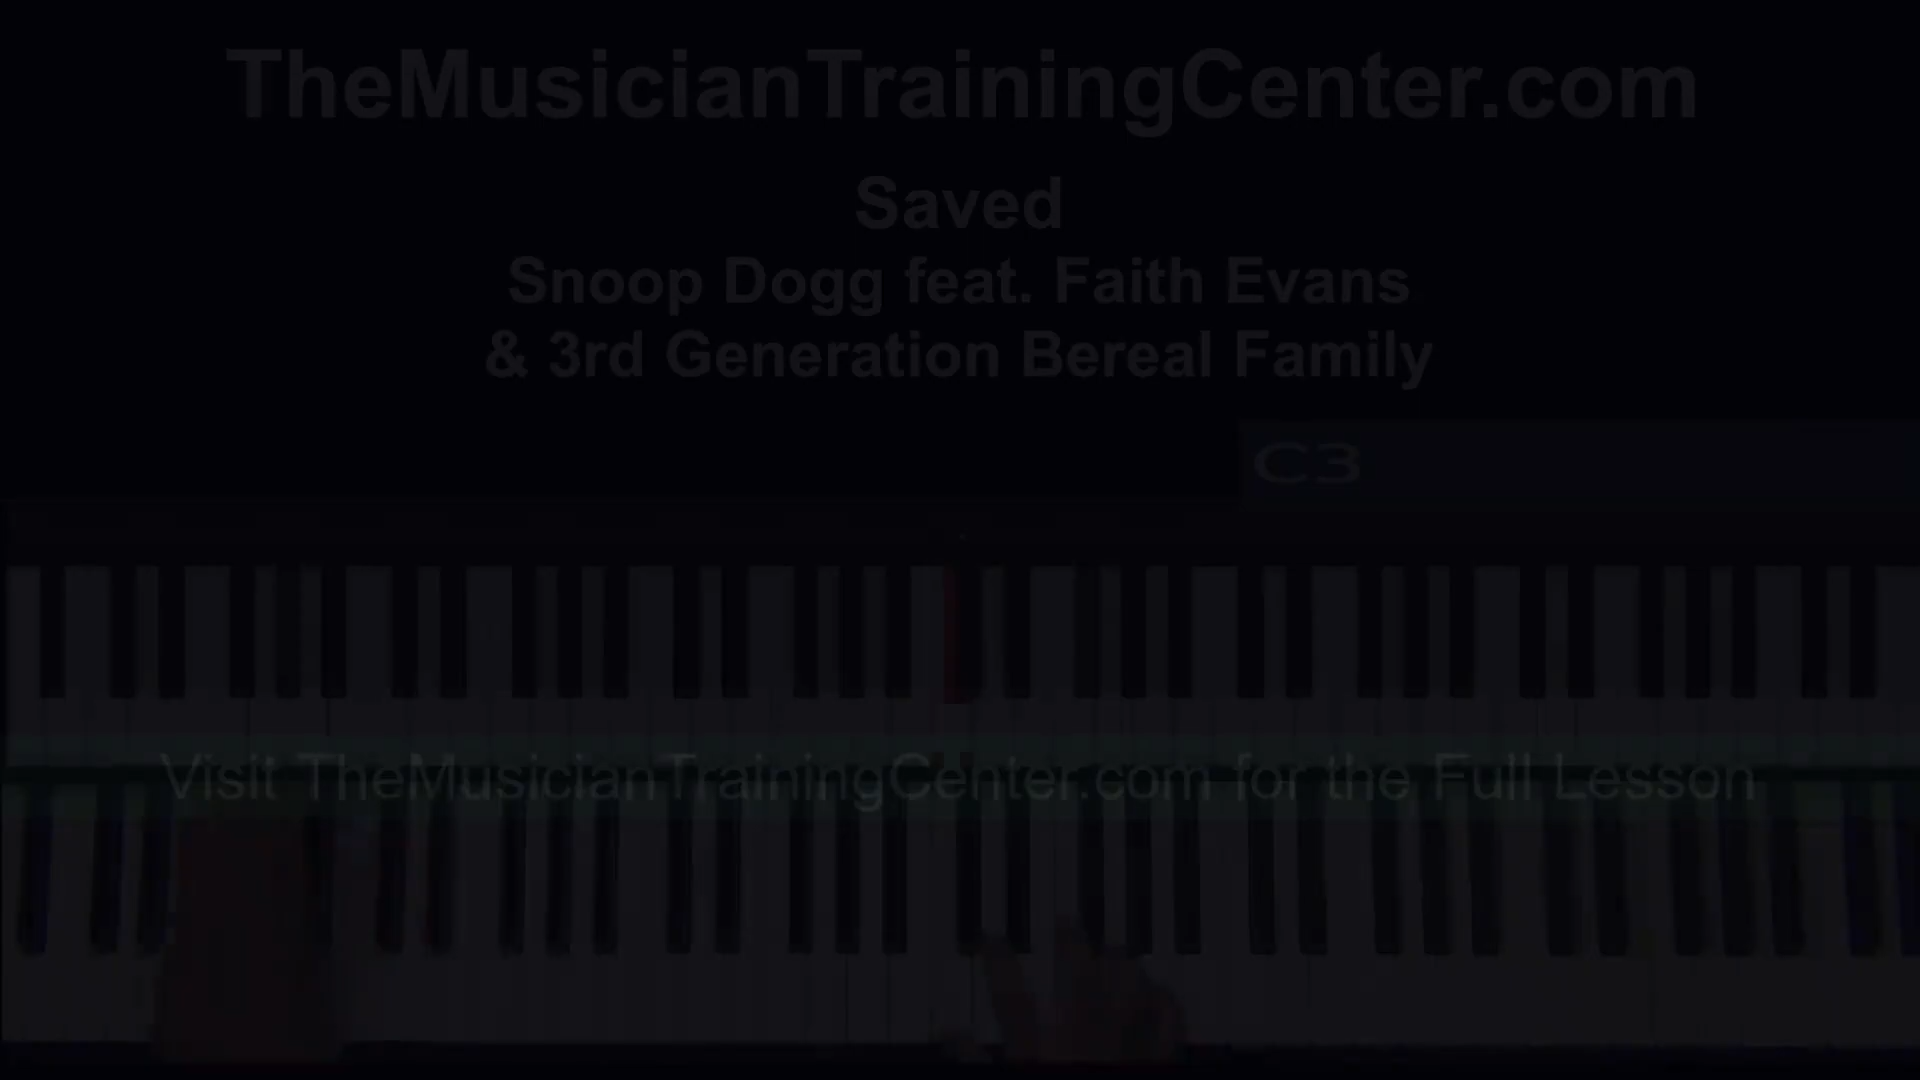 TheMusicianTrainingCenter.com
Saved
Snoop Dogg feat. Faith Evans
& 3rd Generation Bereal Family
C3
Visit TheMusicianTrainingCenter.com for the Full Lesson